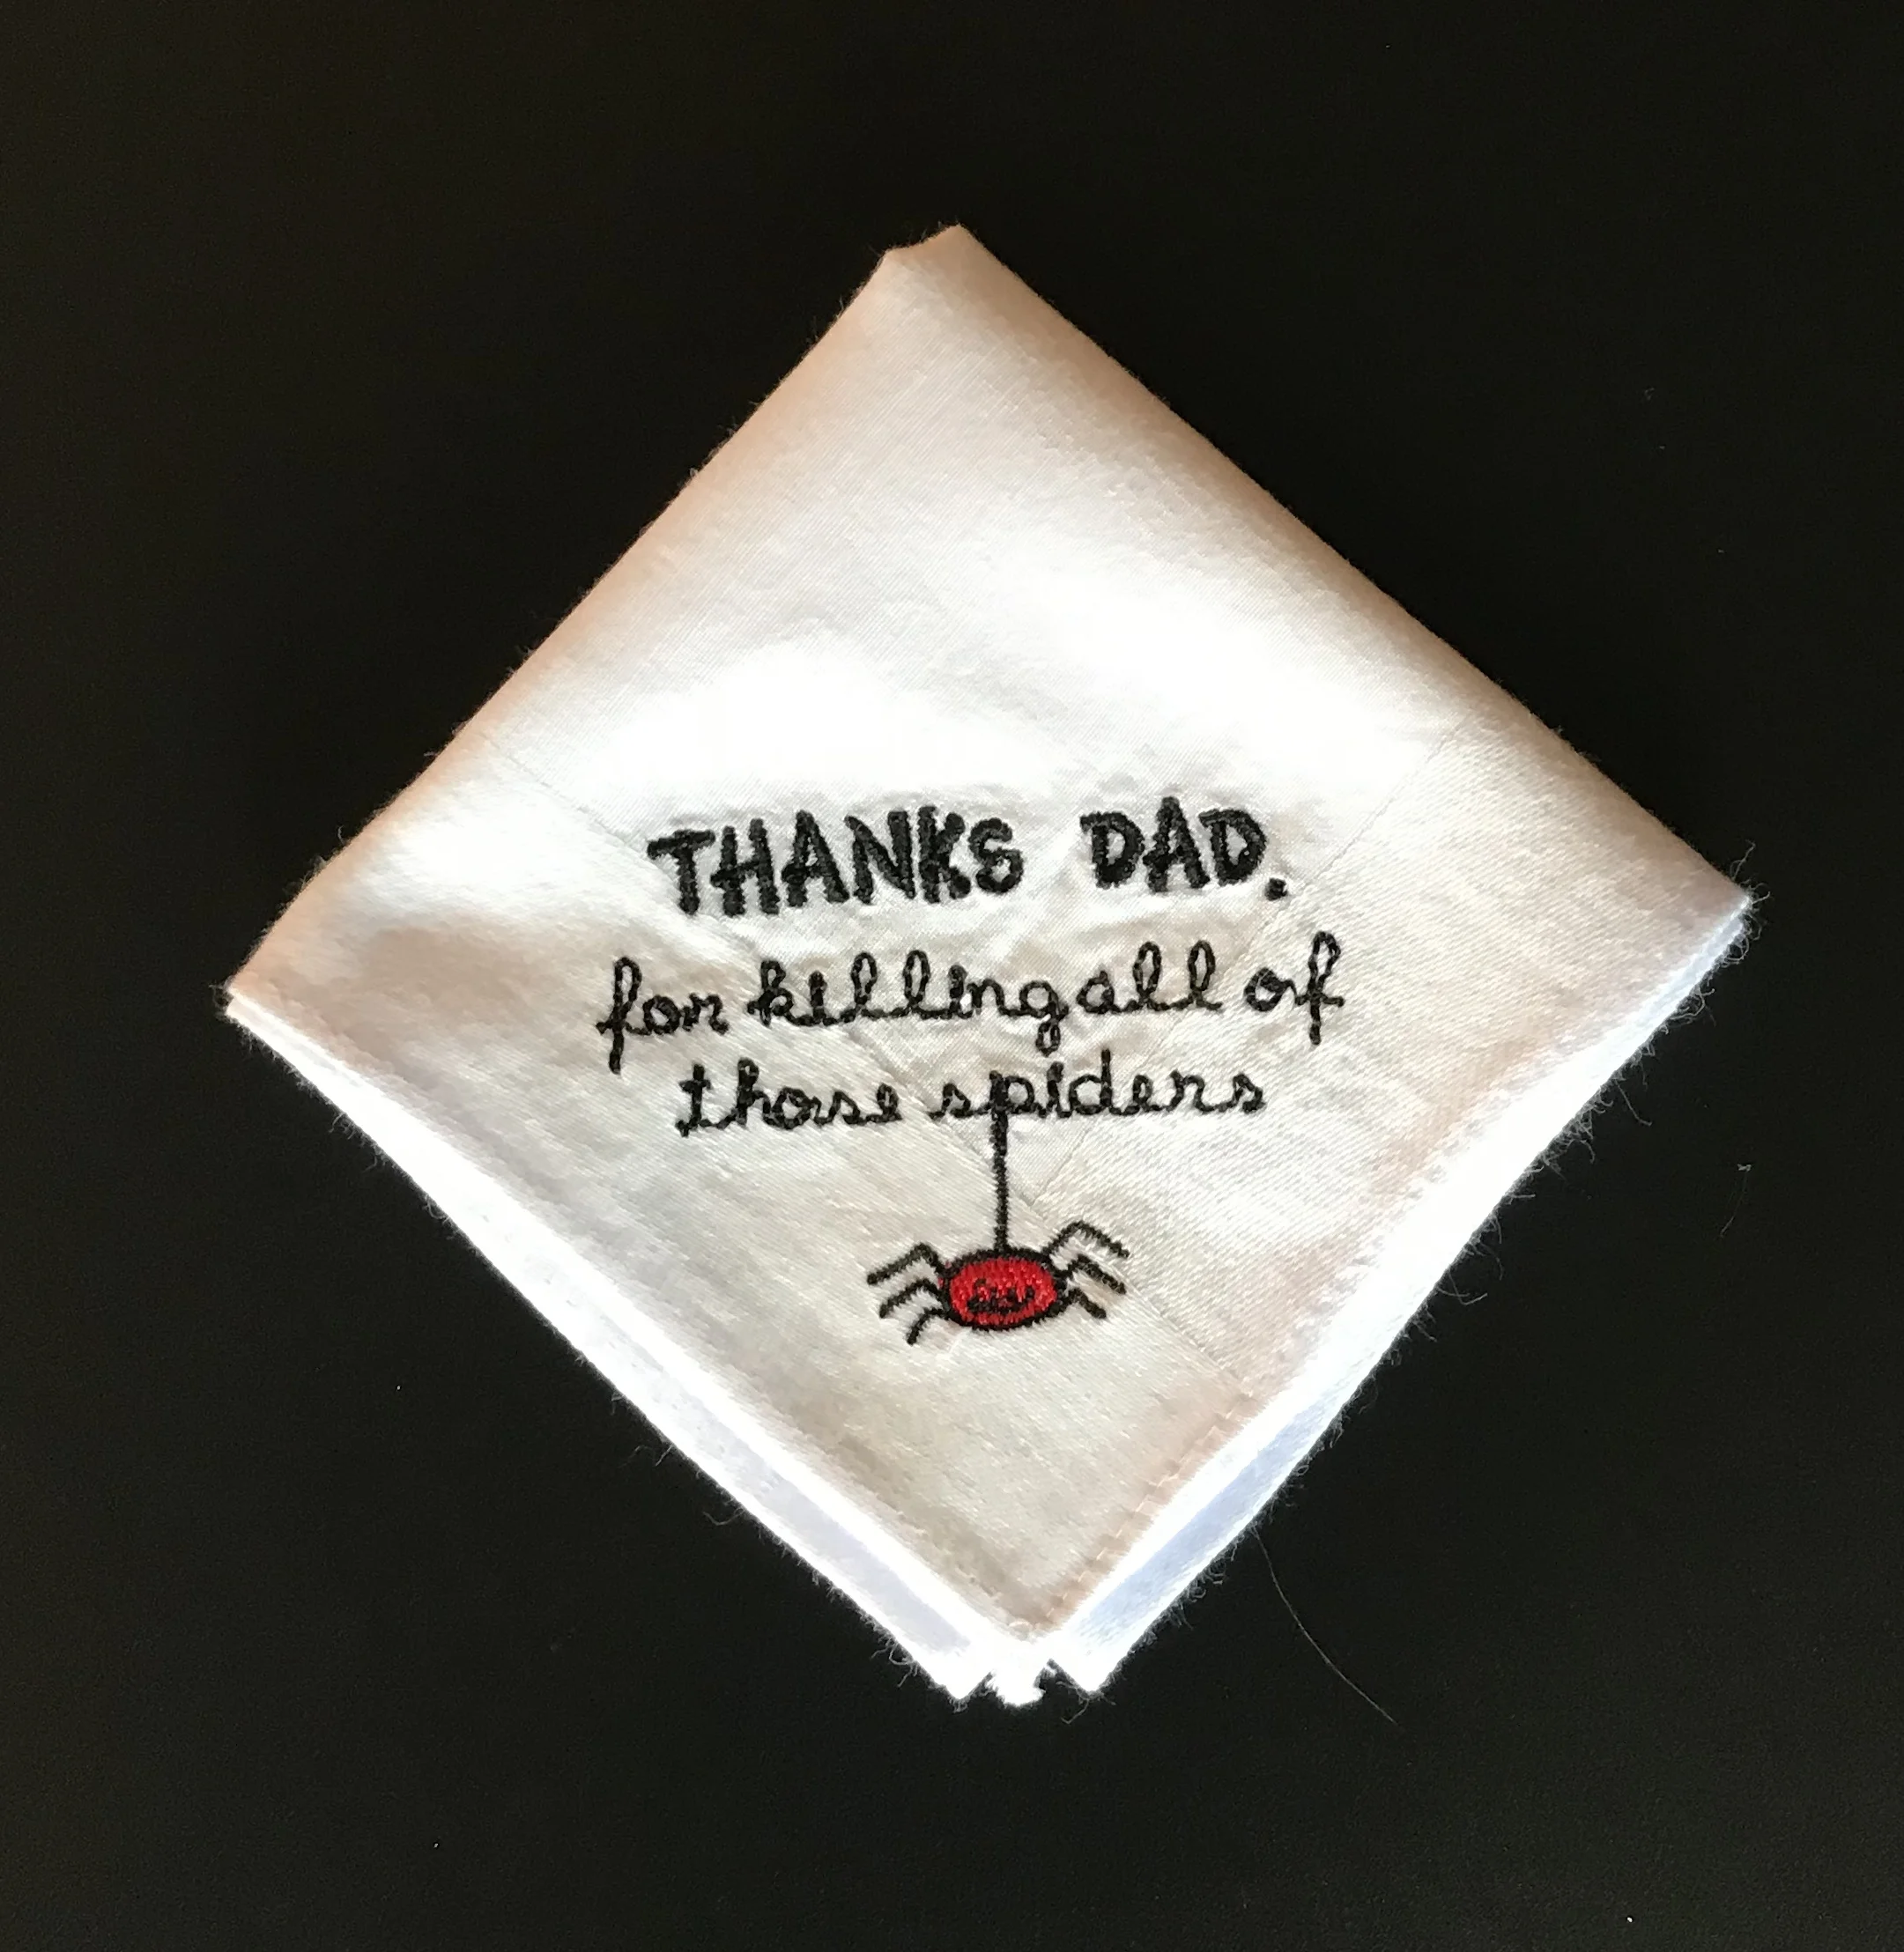 THANKS DAD.
for killing all of
those spiders